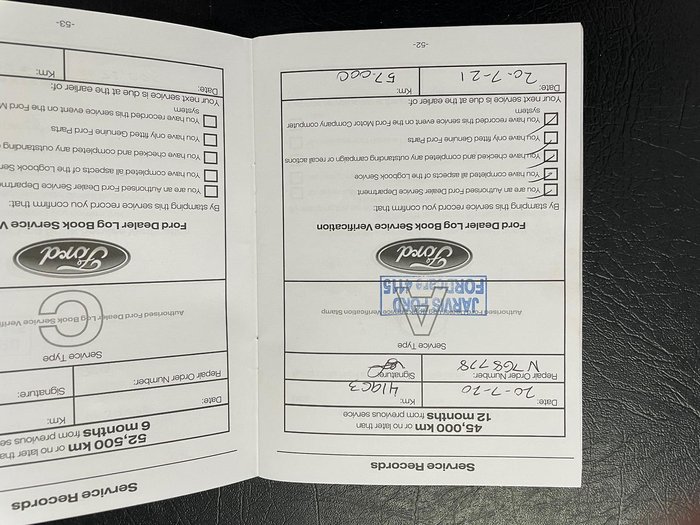 Service Records
45,000 km or no later than
12 months from previous service
Date: 20-7-20
Km: 41903
Repair Order Number: N768778
Signature:
Service Type
A
Authorised Ford Dealer Log Book Service Verification Stamp
JARVIS FORD
FORDcare 4115
Ford
Ford Dealer Log Book Service Verification
By stamping this service record you confirm that:
You are an Authorised Ford Dealer Service Department
You have completed all aspects of the Logbook Service
You have checked and completed any outstanding campaign or recall actions
You have only fitted Genuine Ford Parts
You have recorded this service event on the Ford Motor Company computer
system
Your next service is due at the earlier of:
Date: 20-7-21
Km: 57000
-52-
Service Records
52,500 km or no later than
6 months from previous
Date:
Km:
Repair Order Number:
Signature:
Service Type
C
Authorised Ford Dealer Log Book Service
Ford
Ford Dealer Log Book Service
By stamping this service record you confirm that:
You are an Authorised Ford Dealer Service
You have completed all aspects of the Logbook
You have checked and completed any outstanding
You have only fitted Genuine Ford Parts
You have recorded this service event on the Ford
system
Your next service is due at the earlier of:
Date:
Km:
-53-